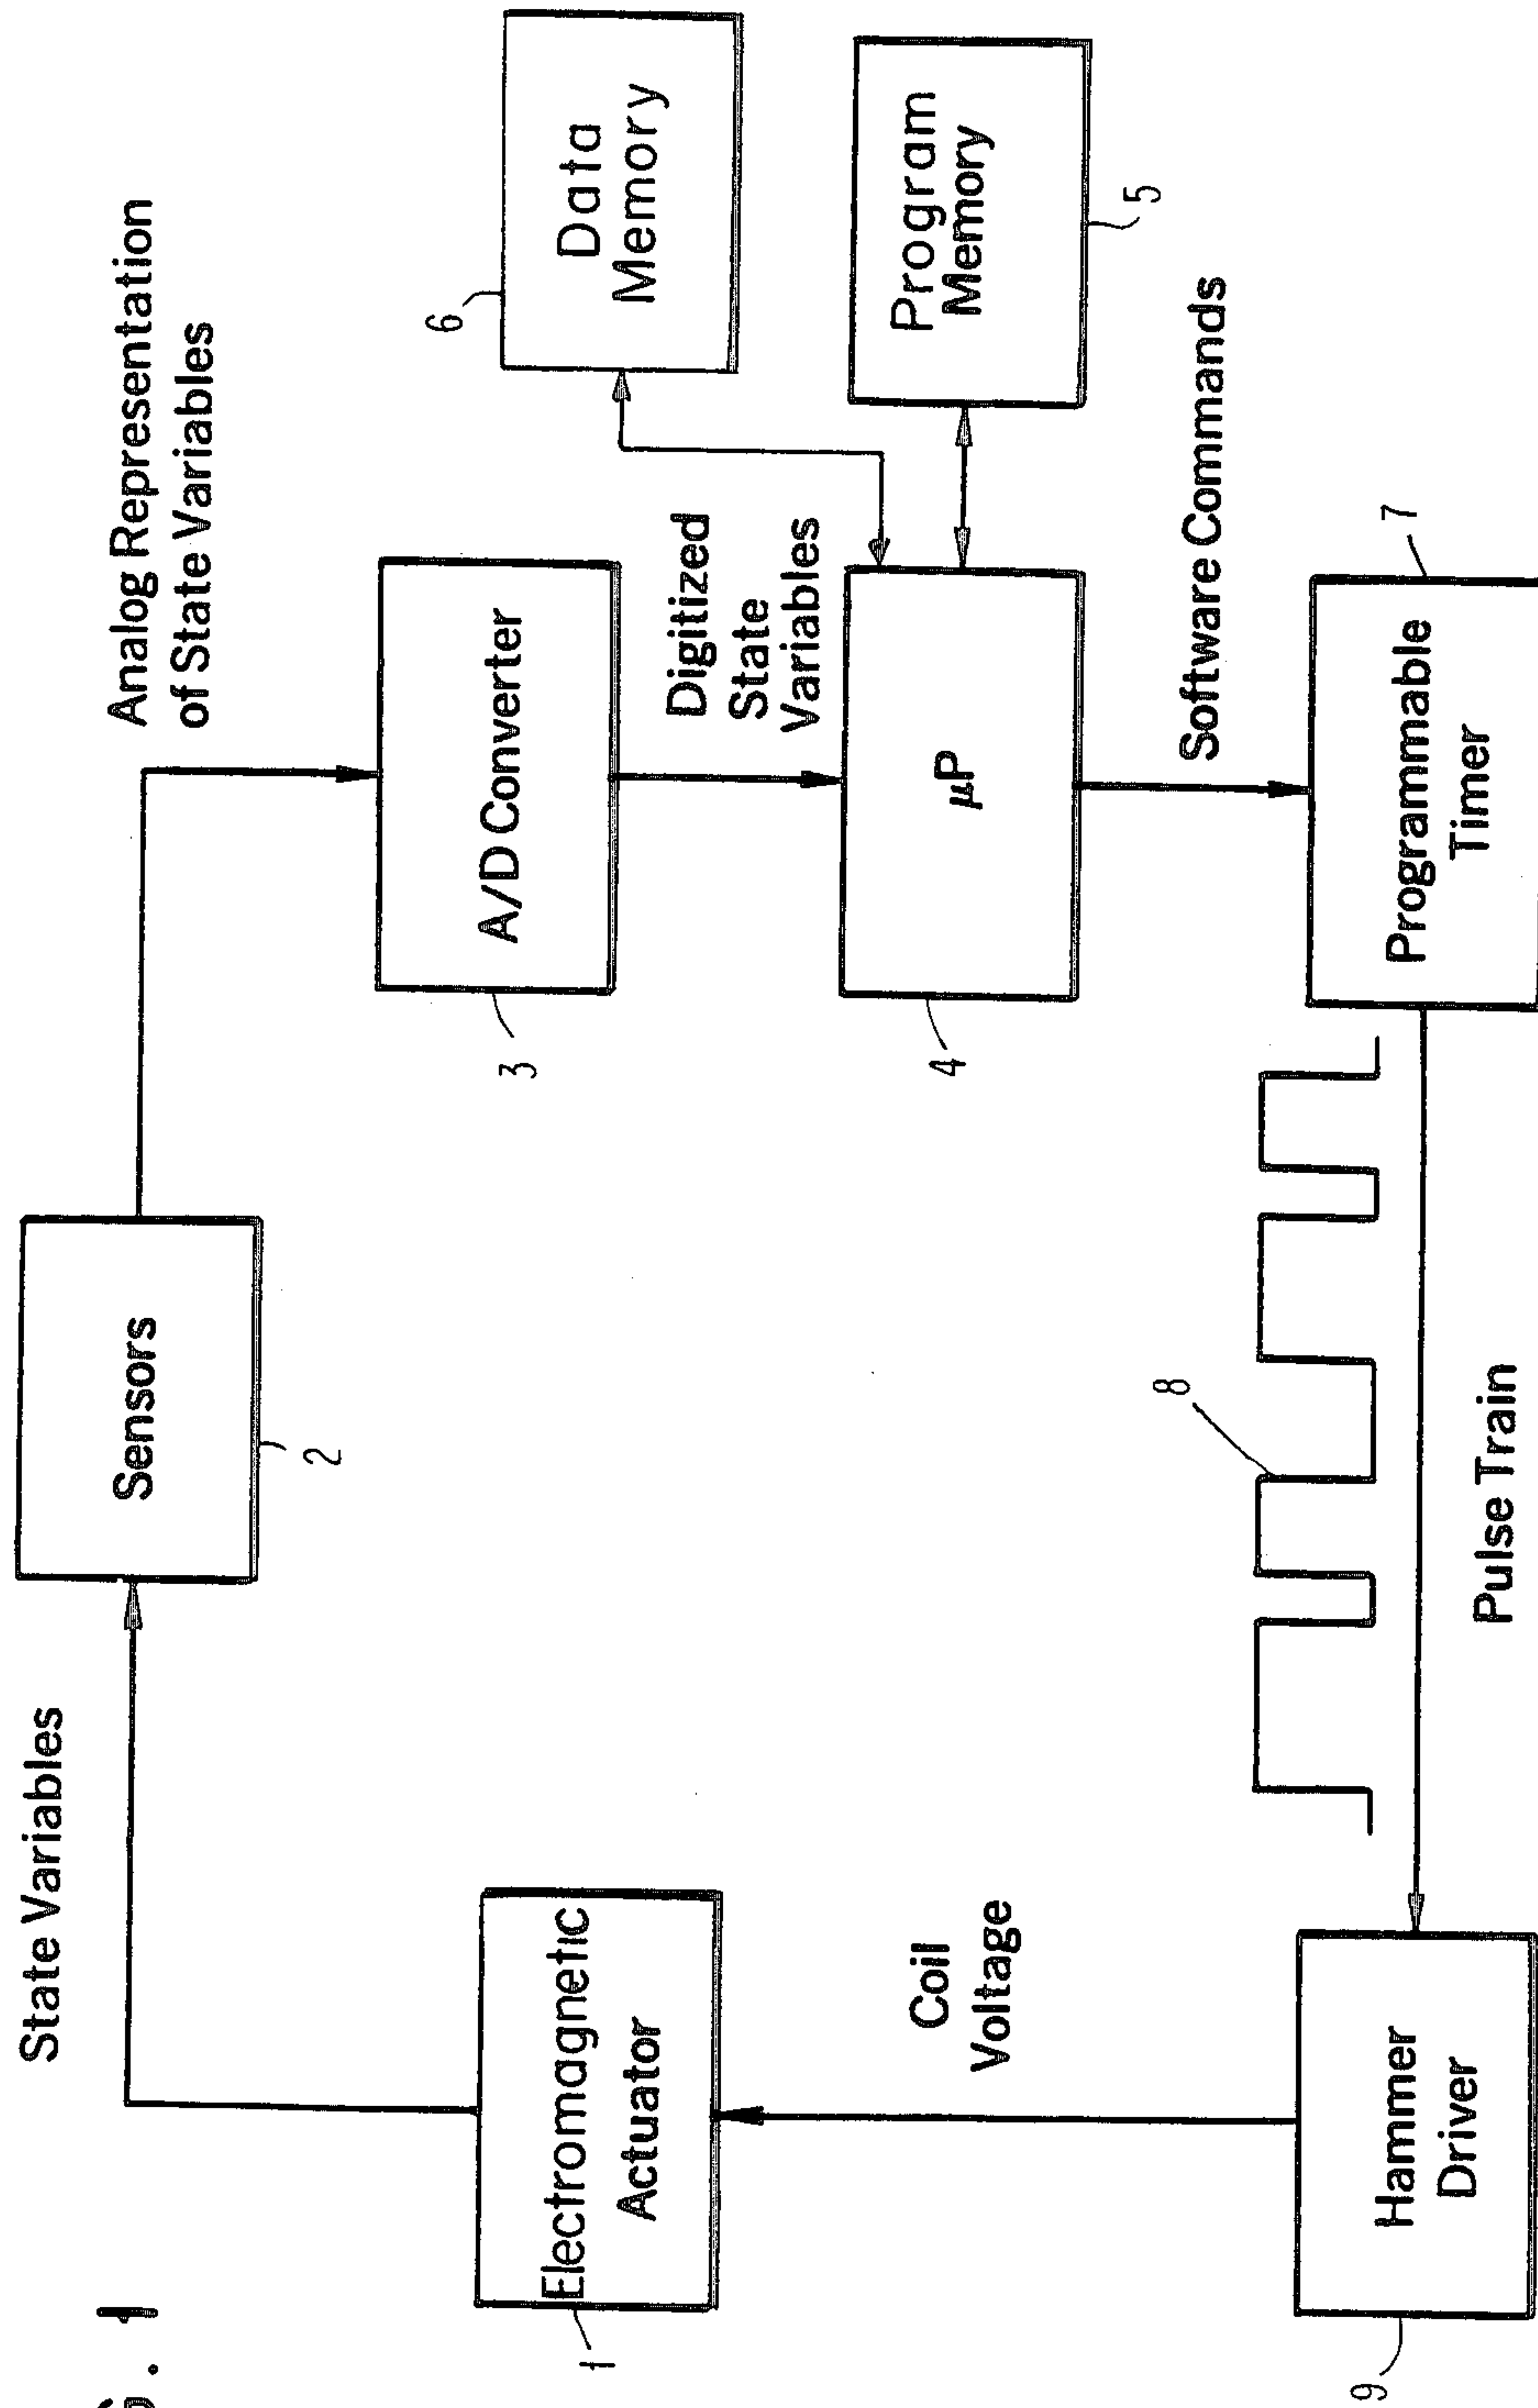 State Variables
Sensors
2
Analog Representation
of State Variables
Electromagnetic
Actuator
1
A/D Converter
3
6
Data
Memory
Digitized
State
Variables
μP
4
Program
Memory
5
Coil
Voltage
8
Software Commands
Hammer
Driver
9
Pulse Train
Programmable
Timer
7
. 1